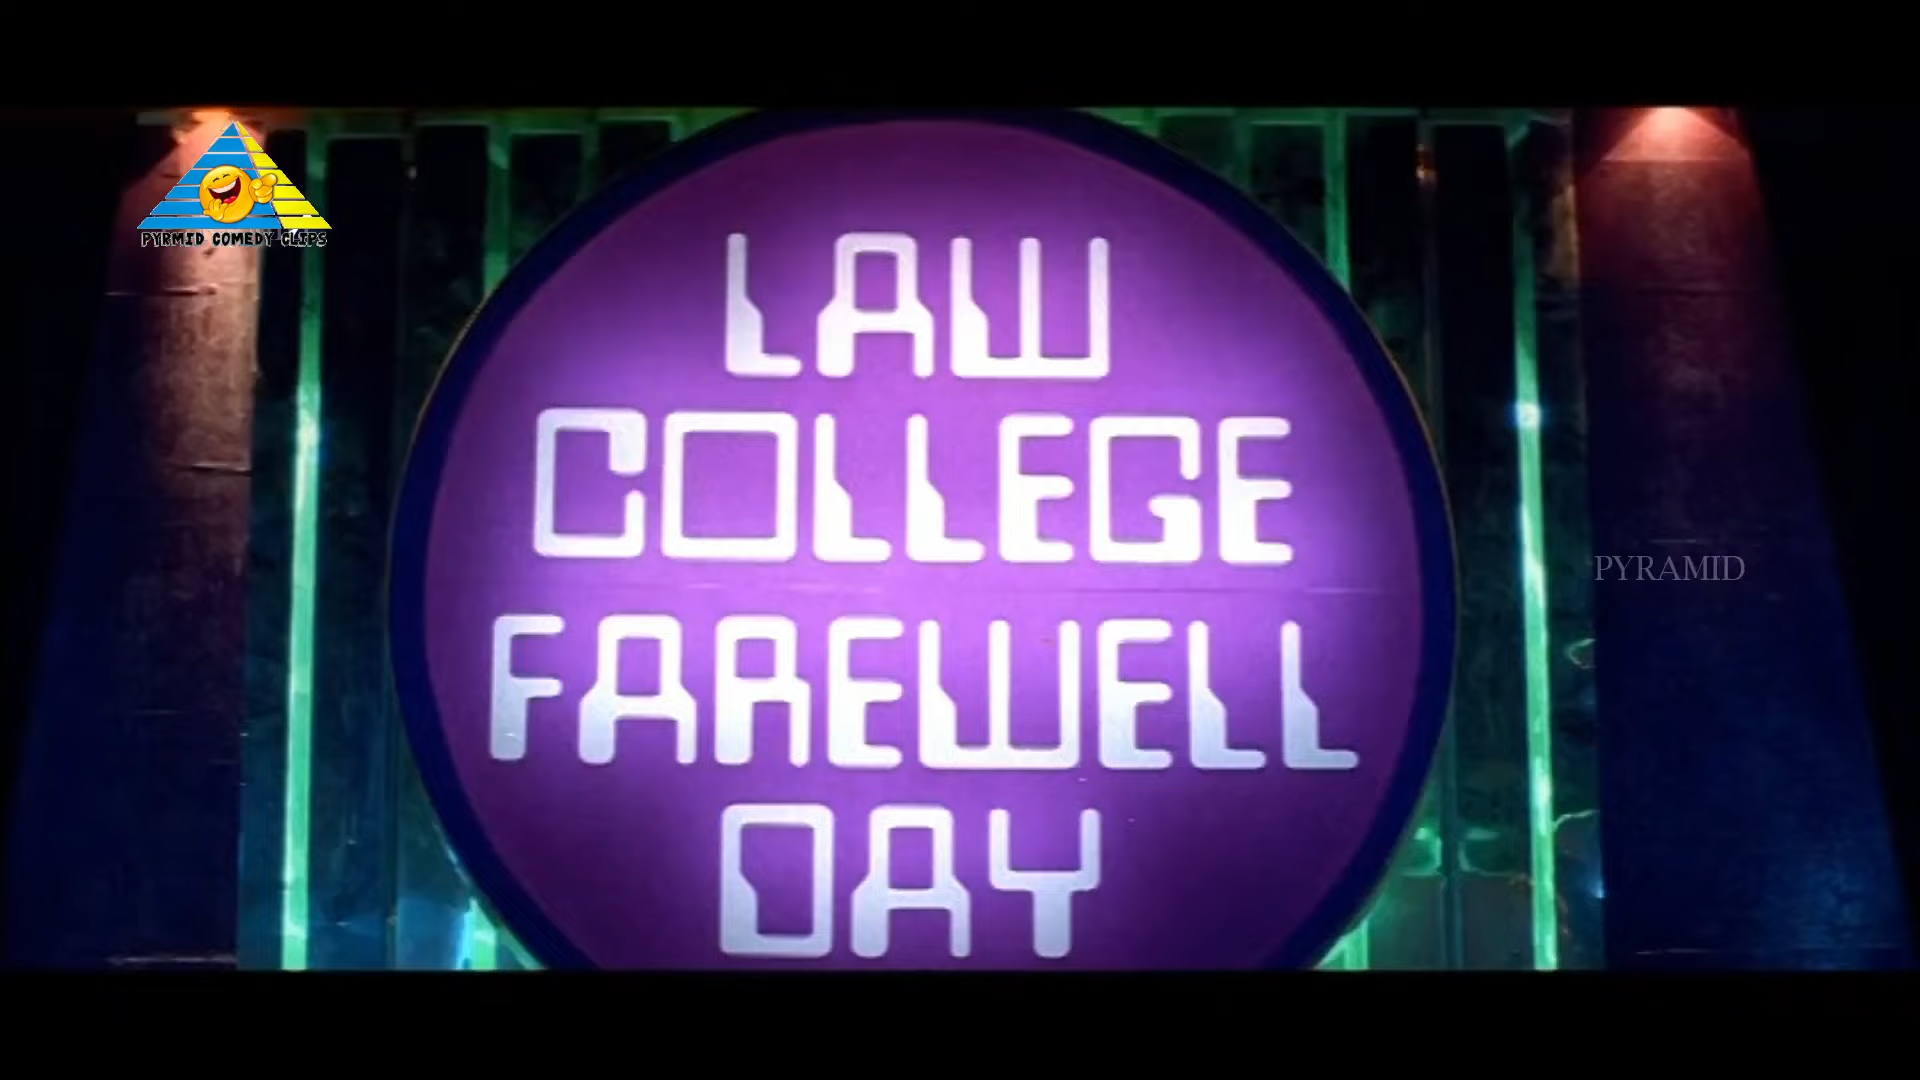 PYRMID COMEDY CLIPS
LAW
COLLEGE
FAREWELL
DAY
PYRAMID